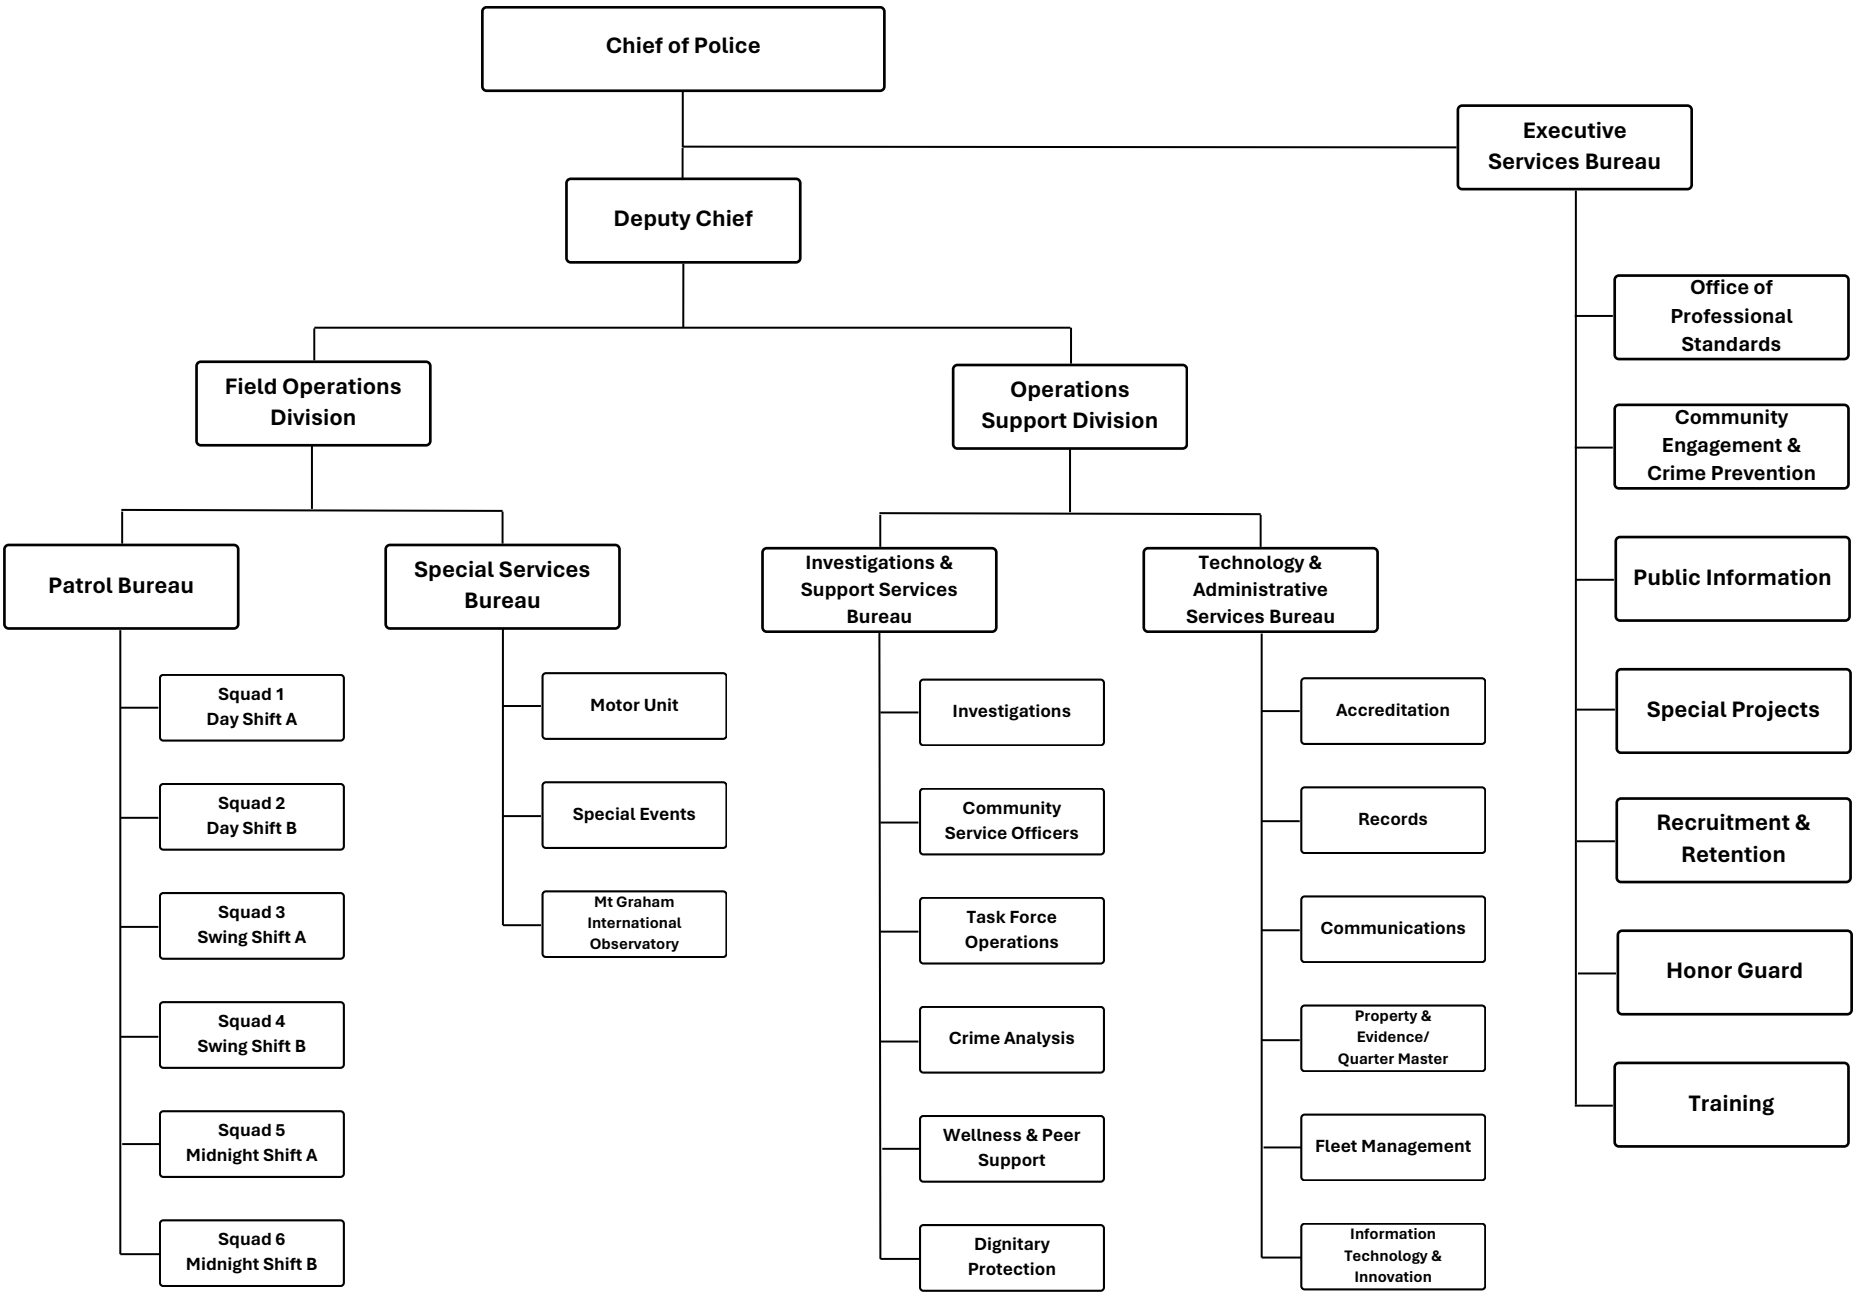 Chief of Police
Executive
Services Bureau
Deputy Chief
Field Operations
Division
Operations
Support Division
Patrol Bureau
Squad 1
Day Shift A
Squad 2
Day Shift B
Squad 3
Swing Shift A
Squad 4
Swing Shift B
Squad 5
Midnight Shift A
Squad 6
Midnight Shift B
Special Services
Bureau
Motor Unit
Special Events
Mt Graham
International
Observatory
Investigations &
Support Services
Bureau
Investigations
Community
Service Officers
Task Force
Operations
Crime Analysis
Wellness & Peer
Support
Dignitary
Protection
Technology &
Administrative
Services Bureau
Accreditation
Records
Communications
Property &
Evidence/
Quarter Master
Fleet Management
Information
Technology &
Innovation
Office of
Professional
Standards
Community
Engagement &
Crime Prevention
Public Information
Special Projects
Recruitment &
Retention
Honor Guard
Training